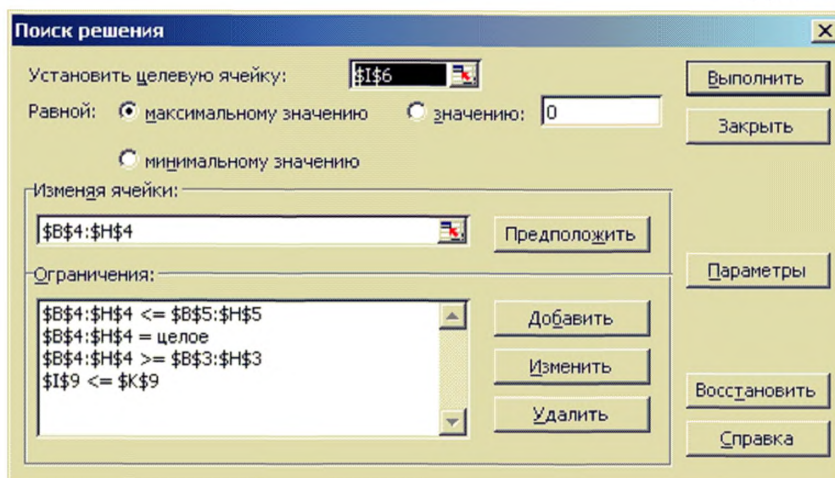 Поиск решения
Установить целевую ячейку: $I$6
Выполнить
Равной: максимальному значению значению: 0
Закрыть
минимальному значению
Изменяя ячейки:
$B$4:$H$4
Предположить
Параметры
Ограничения:
$B$4:$H$4 <= $B$5:$H$5
$B$4:$H$4 = целое
$B$4:$H$4 >= $B$3:$H$3
$I$9 <= $K$9
Добавить
Изменить
Удалить
Восстановить
Справка